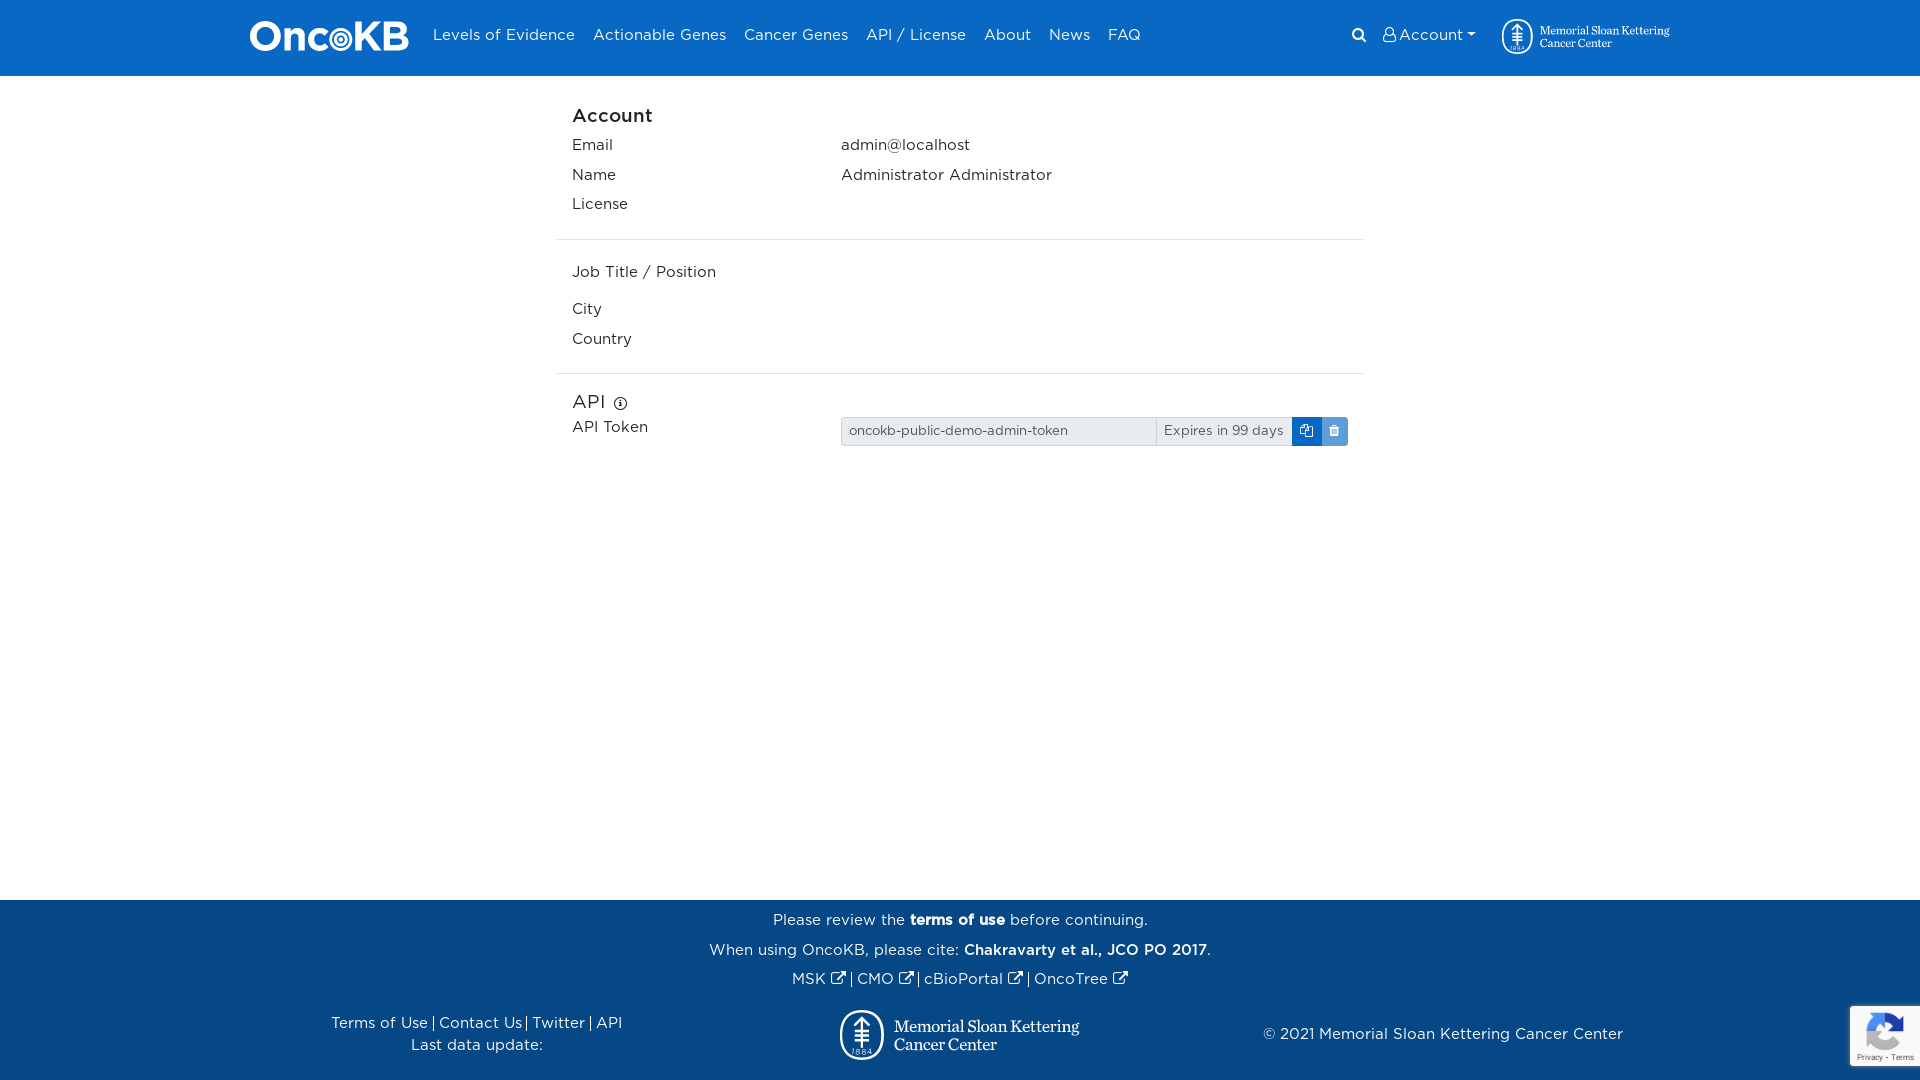 OncoKB Levels of Evidence Actionable Genes Cancer Genes API / License About News FAQ Account Memorial Sloan Kettering
Cancer Center
1884
Account
Email admin@localhost
Name Administrator Administrator
License
Job Title / Position
City
Country
API
API Token oncokb-public-demo-admin-token Expires in 99 days
Please review the terms of use before continuing.
When using OncoKB, please cite: Chakravarty et al., JCO PO 2017.
MSK | CMO | cBioPortal | OncoTree
Terms of Use | Contact Us | Twitter | API
Last data update:
Memorial Sloan Kettering
Cancer Center
1884
© 2021 Memorial Sloan Kettering Cancer Center
Privacy - Terms